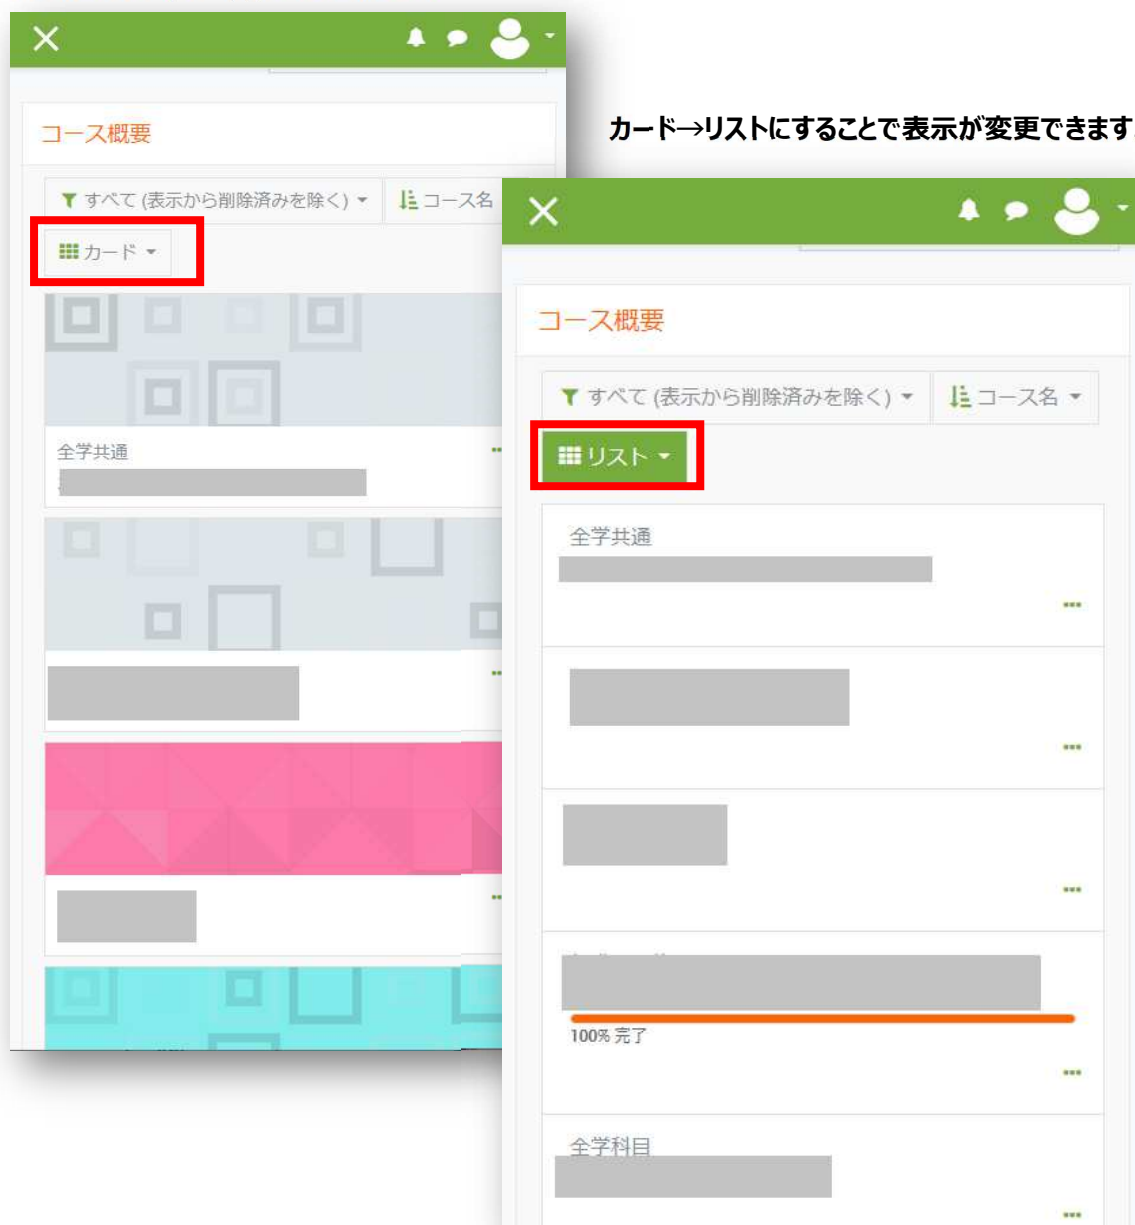 カード→リストにすることで表示が変更できます
コース概要
すべて (表示から削除済みを除く)
コース名
カード
全学共通
コース概要
すべて (表示から削除済みを除く)
コース名
リスト
全学共通
100% 完了
全学科目